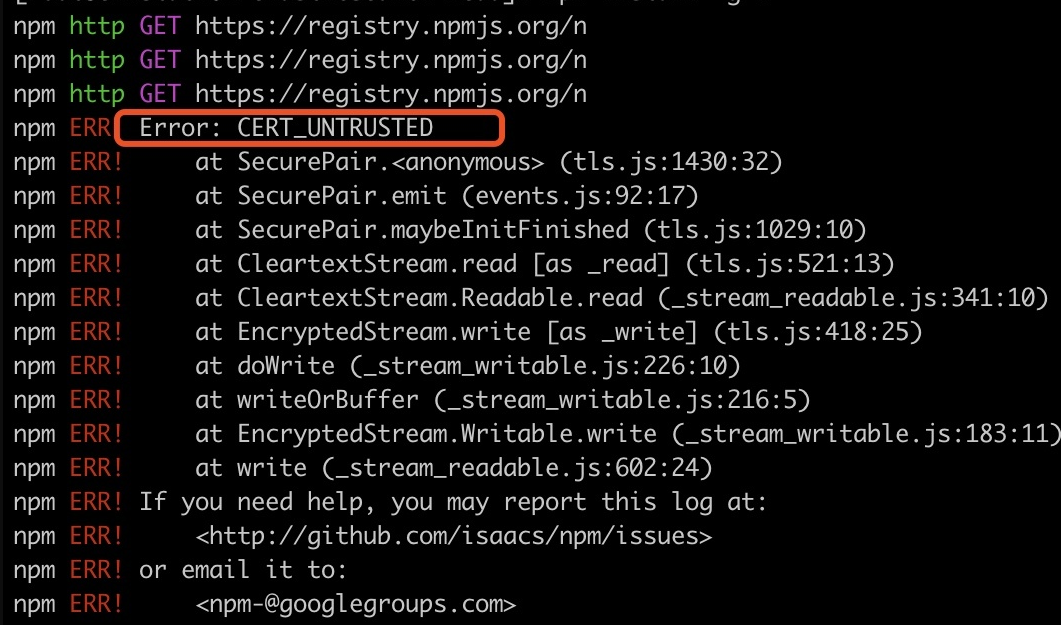 npm http GET https://registry.npmjs.org/n
npm http GET https://registry.npmjs.org/n
npm http GET https://registry.npmjs.org/n
npm ERR Error: CERT_UNTRUSTED
npm ERR!     at SecurePair.<anonymous> (tls.js:1430:32)
npm ERR!     at SecurePair.emit (events.js:92:17)
npm ERR!     at SecurePair.maybeInitFinished (tls.js:1029:10)
npm ERR!     at CleartextStream.read [as _read] (tls.js:521:13)
npm ERR!     at CleartextStream.Readable.read (_stream_readable.js:341:10)
npm ERR!     at EncryptedStream.write [as _write] (tls.js:418:25)
npm ERR!     at doWrite (_stream_writable.js:226:10)
npm ERR!     at writeOrBuffer (_stream_writable.js:216:5)
npm ERR!     at EncryptedStream.Writable.write (_stream_writable.js:183:11)
npm ERR!     at write (_stream_readable.js:602:24)
npm ERR! If you need help, you may report this log at:
npm ERR!     <http://github.com/isaacs/npm/issues>
npm ERR! or email it to:
npm ERR!     <npm-@googlegroups.com>